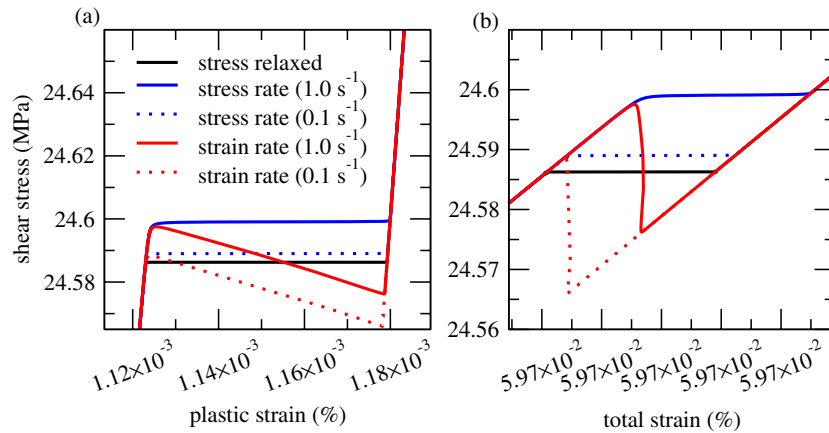 (a)
(b)
stress relaxed
stress rate (1.0 s⁻¹)
stress rate (0.1 s⁻¹)
strain rate (1.0 s⁻¹)
strain rate (0.1 s⁻¹)
shear stress (MPa)
24.64
24.62
24.6
24.58
1.12×10⁻³
1.14×10⁻³
1.16×10⁻³
1.18×10⁻³
plastic strain (%)
24.6
24.59
24.58
24.57
24.56
5.97×10⁻²
5.97×10⁻²
5.97×10⁻²
5.97×10⁻²
5.97×10⁻²
total strain (%)